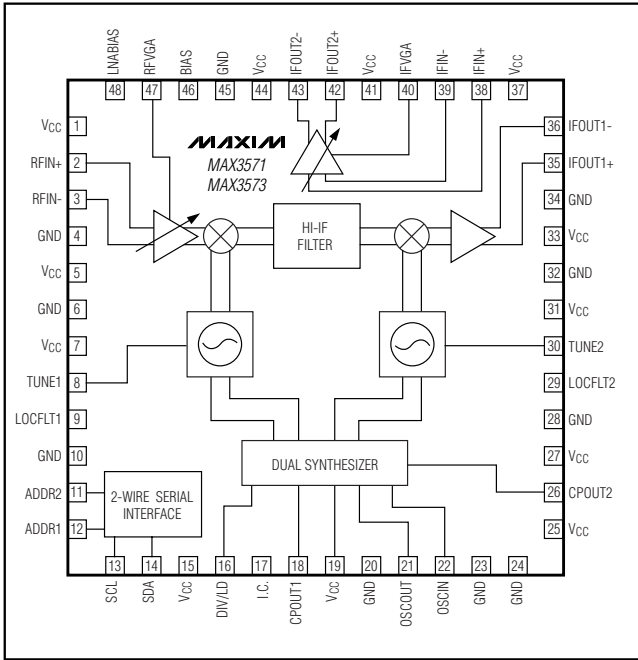 LNABIAS
RFVGA
BIAS
GND
VCC
IFOUT2-
IFOUT2+
VCC
IFVGA
IFIN-
IFIN+
VCC
48 47 46 45 44 43 42 41 40 39 38 37
MAXIM
MAX3571
MAX3573
VCC 1
RFIN+ 2
RFIN- 3
GND 4
VCC 5
GND 6
VCC 7
TUNE1 8
LOCFLT1 9
GND 10
ADDR2 11
ADDR1 12
36 IFOUT1-
35 IFOUT1+
34 GND
33 VCC
32 GND
31 VCC
30 TUNE2
29 LOCFLT2
28 GND
27 VCC
26 CPOUT2
25 VCC
HI-IF
FILTER
DUAL SYNTHESIZER
2-WIRE SERIAL
INTERFACE
13 14 15 16 17 18 19 20 21 22 23 24
SCL
SDA
VCC
DIV/LD
I.C.
CPOUT1
VCC
GND
OSCOUT
OSCIN
GND
GND